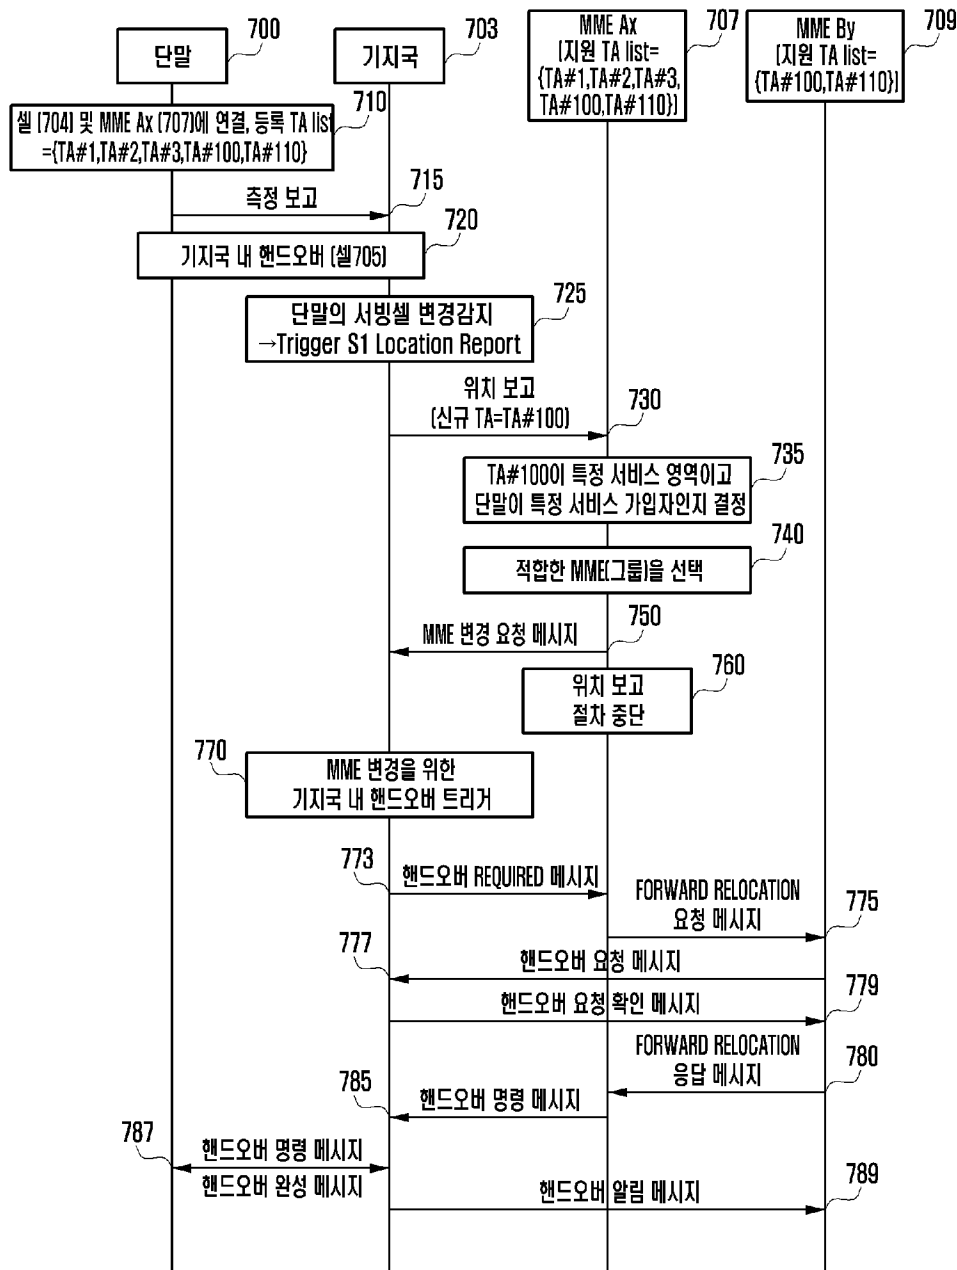 700
단말
703
기지국
MME Ax
[지원 TA list=
{TA#1,TA#2,TA#3,
TA#100,TA#110}]
707
MME By
[지원 TA list=
{TA#100,TA#110}]
709
셀 [704] 및 MME Ax [707]에 연결, 등록 TA list
={TA#1,TA#2,TA#3,TA#100,TA#110}
710
측정 보고
715
720
기지국 내 핸드오버 [셀705]
단말의 서빙셀 변경감지
→Trigger S1 Location Report
725
위치 보고
[신규 TA=TA#100]
730
TA#100이 특정 서비스 영역이고
단말이 특정 서비스 가입자인지 결정
735
740
적합한 MME[그룹]을 선택
MME 변경 요청 메시지
750
위치 보고
절차 중단
760
770
MME 변경을 위한
기지국 내 핸드오버 트리거
773
핸드오버 REQUIRED 메시지
FORWARD RELOCATION
요청 메시지
775
777
핸드오버 요청 메시지
779
핸드오버 요청 확인 메시지
FORWARD RELOCATION
응답 메시지
780
785
핸드오버 명령 메시지
787
핸드오버 명령 메시지
핸드오버 완성 메시지
핸드오버 알림 메시지
789